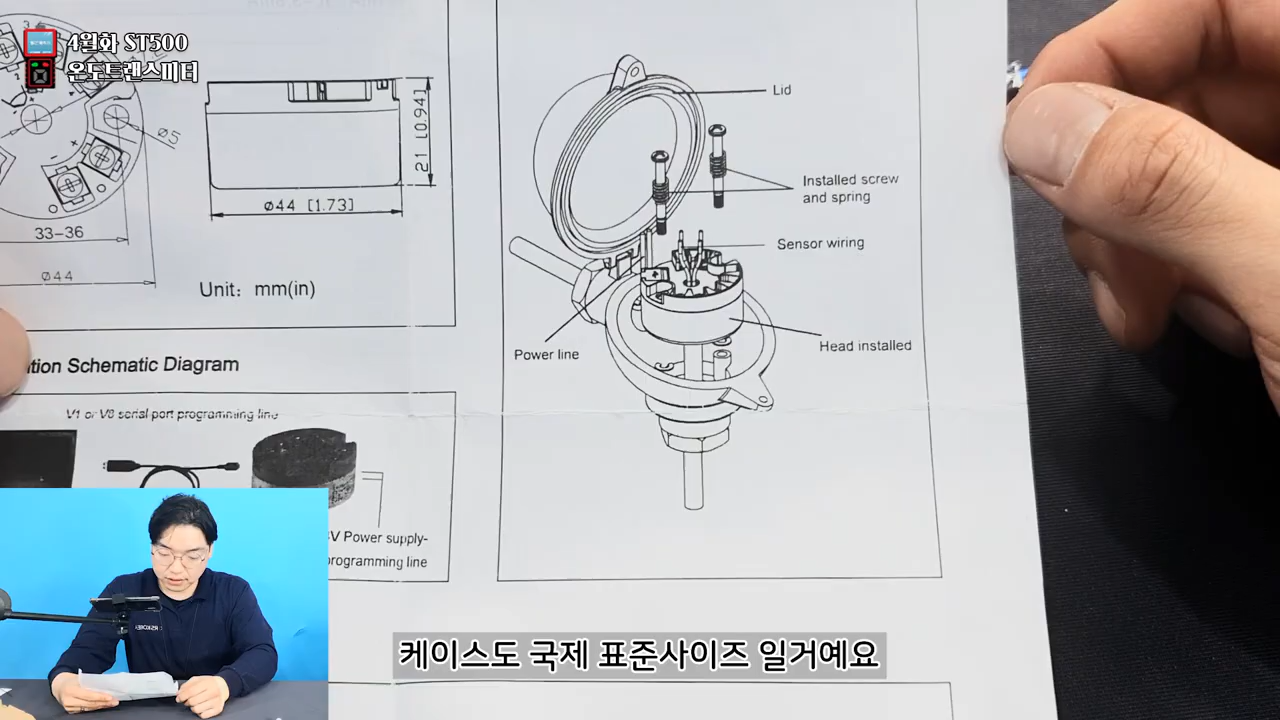 4월화 ST500
온도트랜스미터
ø5
33-36
ø44
21 [0.94]
ø44 [1.73]
Unit: mm(in)
Lid
Installed screw
and spring
Sensor wiring
Power line
Head installed
tion Schematic Diagram
V1 or V8 serial port programming line
V Power supply-
programming line
케이스도 국제 표준사이즈 일거예요